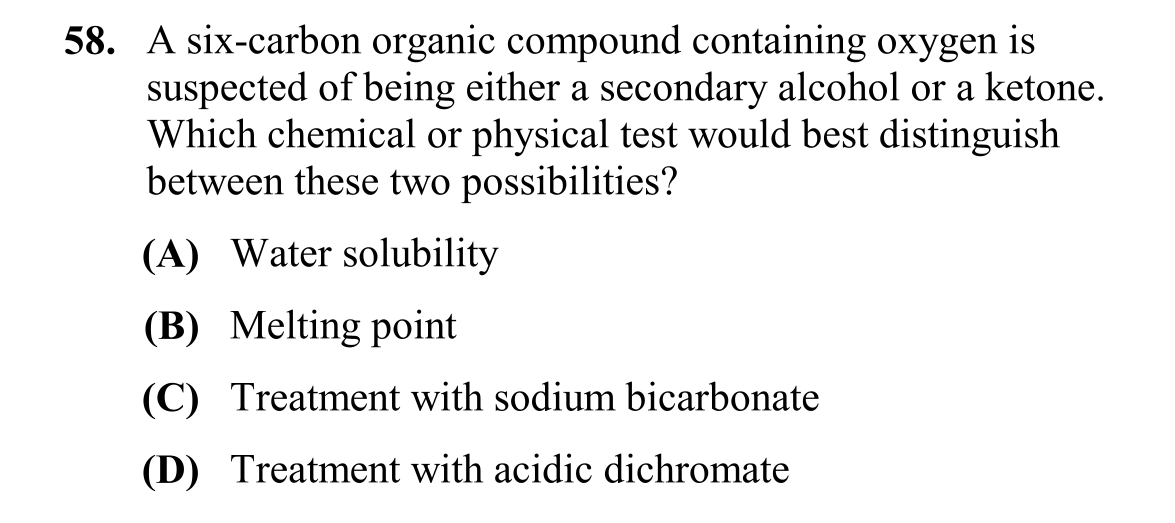 58. A six-carbon organic compound containing oxygen is
suspected of being either a secondary alcohol or a ketone.
Which chemical or physical test would best distinguish
between these two possibilities?
(A) Water solubility
(B) Melting point
(C) Treatment with sodium bicarbonate
(D) Treatment with acidic dichromate